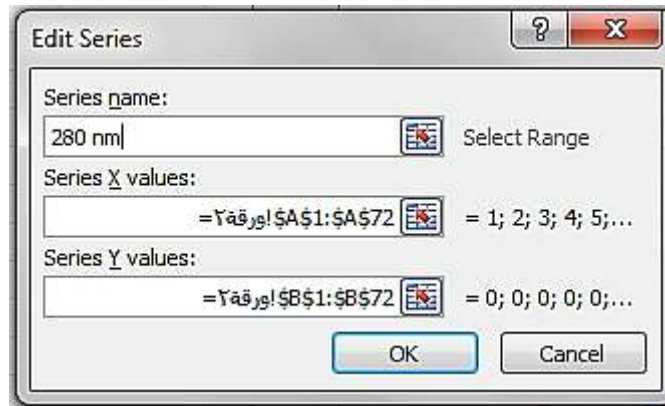 Edit Series
Series name:
280 nm
Select Range
Series X values:
=ورقة٢!$A$1:$A$72
= 1; 2; 3; 4; 5;...
Series Y values:
=ورقة٢!$B$1:$B$72
= 0; 0; 0; 0; 0;...
OK
Cancel